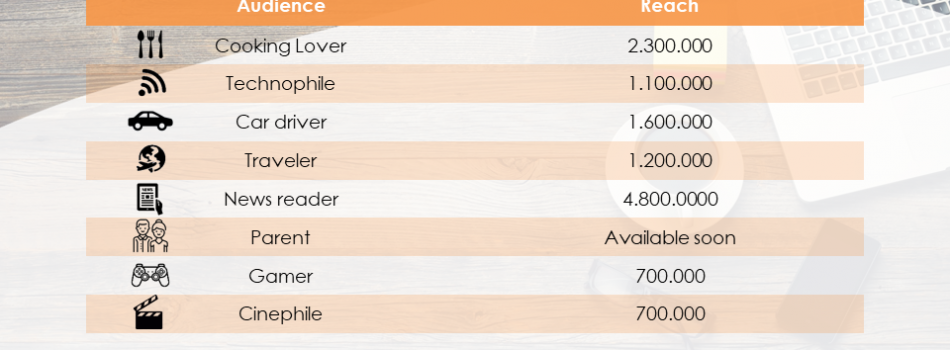 Audience Reach
Cooking Lover 2.300.000
Technophile 1.100.000
Car driver 1.600.000
Traveler 1.200.000
News reader 4.800.0000
Parent Available soon
Gamer 700.000
Cinephile 700.000